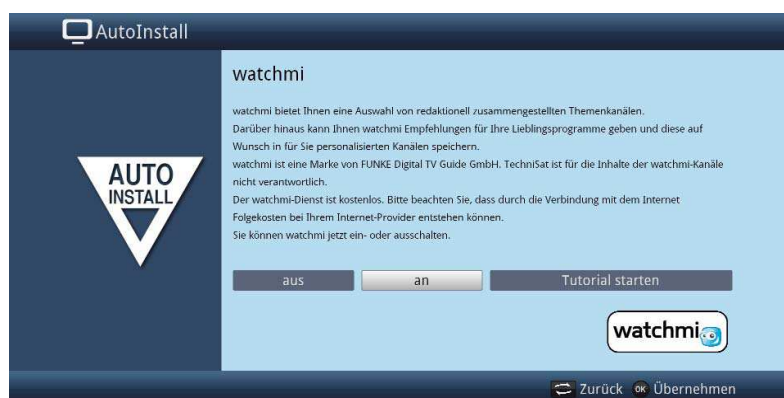 AutoInstall
watchmi
watchmi bietet Ihnen eine Auswahl von redaktionell zusammengestellten Themenkanälen.
Darüber hinaus kann Ihnen watchmi Empfehlungen für Ihre Lieblingsprogramme geben und diese auf
Wunsch in für Sie personalisierten Kanälen speichern.
watchmi ist eine Marke von FUNKE Digital TV Guide GmbH. TechniSat ist für die Inhalte der watchmi-Kanäle
nicht verantwortlich.
Der watchmi-Dienst ist kostenlos. Bitte beachten Sie, dass durch die Verbindung mit dem Internet
Folgekosten bei Ihrem Internet-Provider entstehen können.
Sie können watchmi jetzt ein- oder ausschalten.
AUTO
INSTALL
aus an Tutorial starten
watchmi
Zurück OK Übernehmen